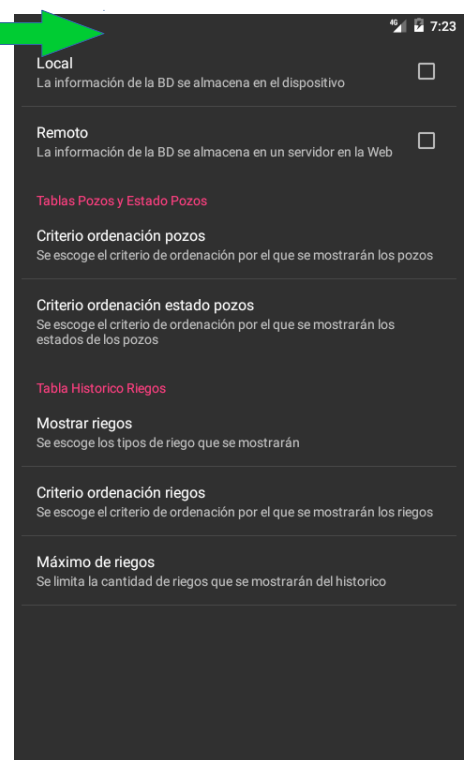 4G 7:23
Local
La información de la BD se almacena en el dispositivo
Remoto
La información de la BD se almacena en un servidor en la Web
Tablas Pozos y Estado Pozos
Criterio ordenación pozos
Se escoge el criterio de ordenación por el que se mostrarán los pozos
Criterio ordenación estado pozos
Se escoge el criterio de ordenación por el que se mostrarán los
estados de los pozos
Tabla Historico Riegos
Mostrar riegos
Se escoge los tipos de riego que se mostrarán
Criterio ordenación riegos
Se escoge el criterio de ordenación por el que se mostrarán los riegos
Máximo de riegos
Se limita la cantidad de riegos que se mostrarán del historico